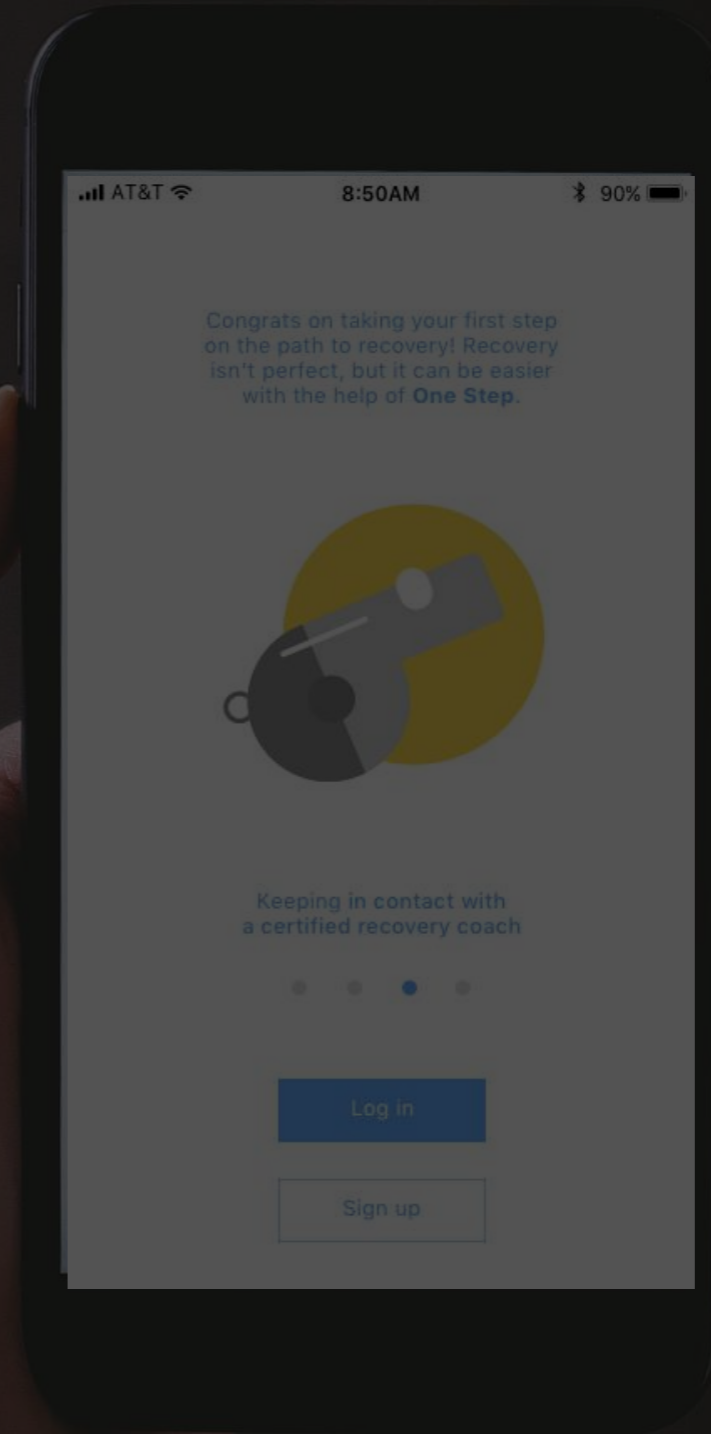 AT&T 8:50AM 90%
Congrats on taking your first step
on the path to recovery! Recovery
isn't perfect, but it can be easier
with the help of One Step.
Keeping in contact with
a certified recovery coach
Log in
Sign up